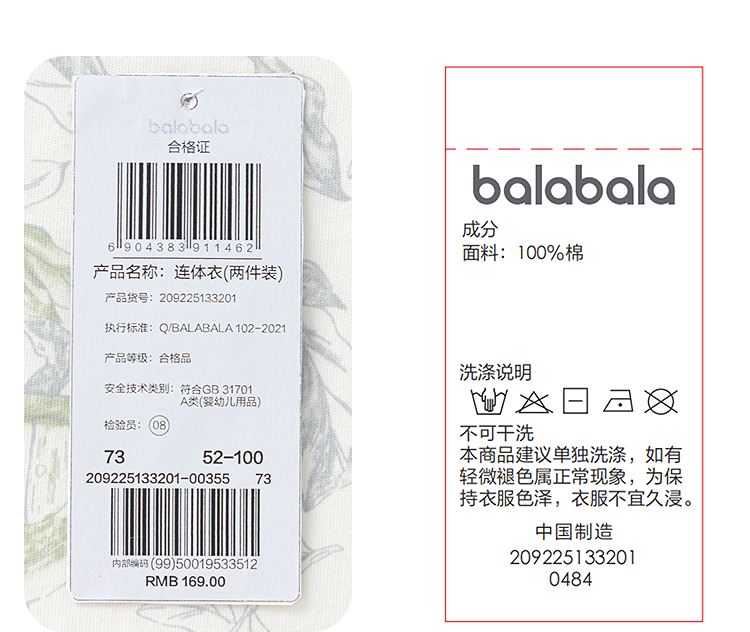 balabala
合格证
6904383911462
产品名称：连体衣(两件装)
产品货号：209225133201
执行标准：Q/BALABALA 102-2021
产品等级：合格品
安全技术类别：符合GB 31701
A类(婴幼儿用品)
检验员：08
73 52-100
209225133201-00355 73
内部编码 (99)50019533512
RMB 169.00
balabala
成分
面料：100%棉
洗涤说明
不可干洗
本商品建议单独洗涤，如有
轻微褪色属正常现象，为保
持衣服色泽，衣服不宜久浸。
中国制造
209225133201
0484